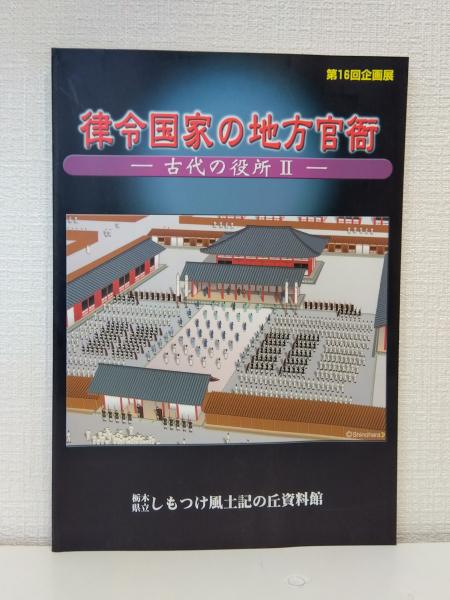 第16回企画展
律令国家の地方官衙
― 古代の役所 II ―
©Shinohara
栃木県立しもつけ風土記の丘資料館